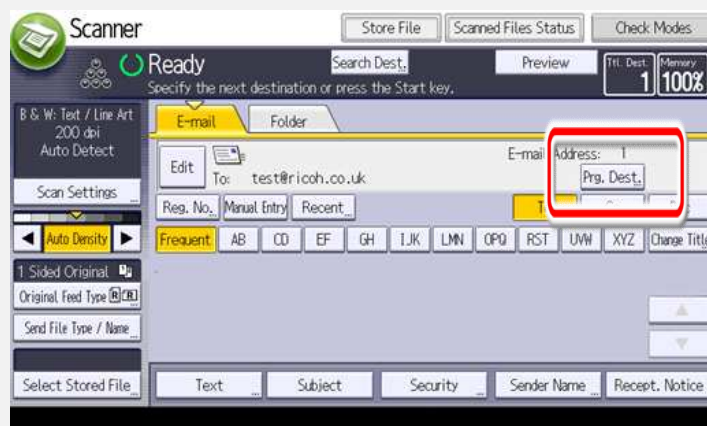 Scanner
Store File
Scanned Files Status
Check Modes
Ready
Search Dest.
Preview
Ttl. Dest.
1
Memory
100%
Specify the next destination or press the Start key.
B & W: Text / Line Art
200 dpi
Auto Detect
Scan Settings
Auto Density
1 Sided Original
Original Feed Type
Send File Type / Name
Select Stored File
E-mail
Folder
Edit
To: test@ricoh.co.uk
E-mail Address: 1
Prg. Dest.
Reg. No. Manual Entry Recent
Frequent AB CD EF GH IJK LMN OPQ RST UVW XYZ Change Title
Text
Subject
Security
Sender Name
Recept. Notice